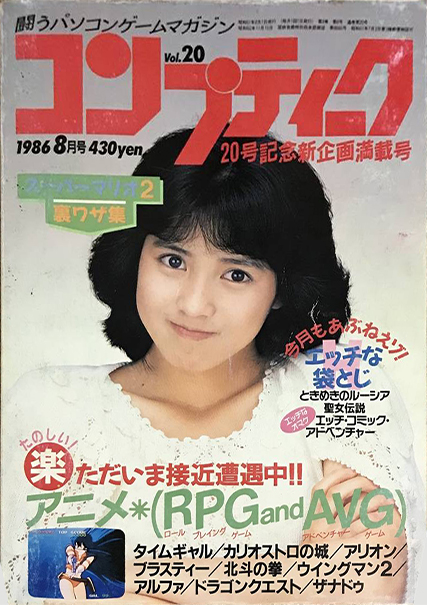 闘うパソコンゲームマガジン
Vol.20
コンプティーク
1986 8月号 430yen
20号記念新企画満載号
スーパーマリオ2
裏ワザ集
今月もあぶねえゾ!
エッチな
袋とじ
ときめきのルーシア
聖女伝説
エッチな
オマケ
エッチ・コミック・
アドベンチャー
たのしい!
楽 ただいま接近遭遇中!!
アニメ*(RPG and AVG)
ロール プレイング ゲーム アドベンチャー ゲーム
タイムギャル/カリオストロの城/アリオン/
プラスティー/北斗の拳/ウイングマン2/
アルファ/ドラゴンクエスト/ザナドゥ